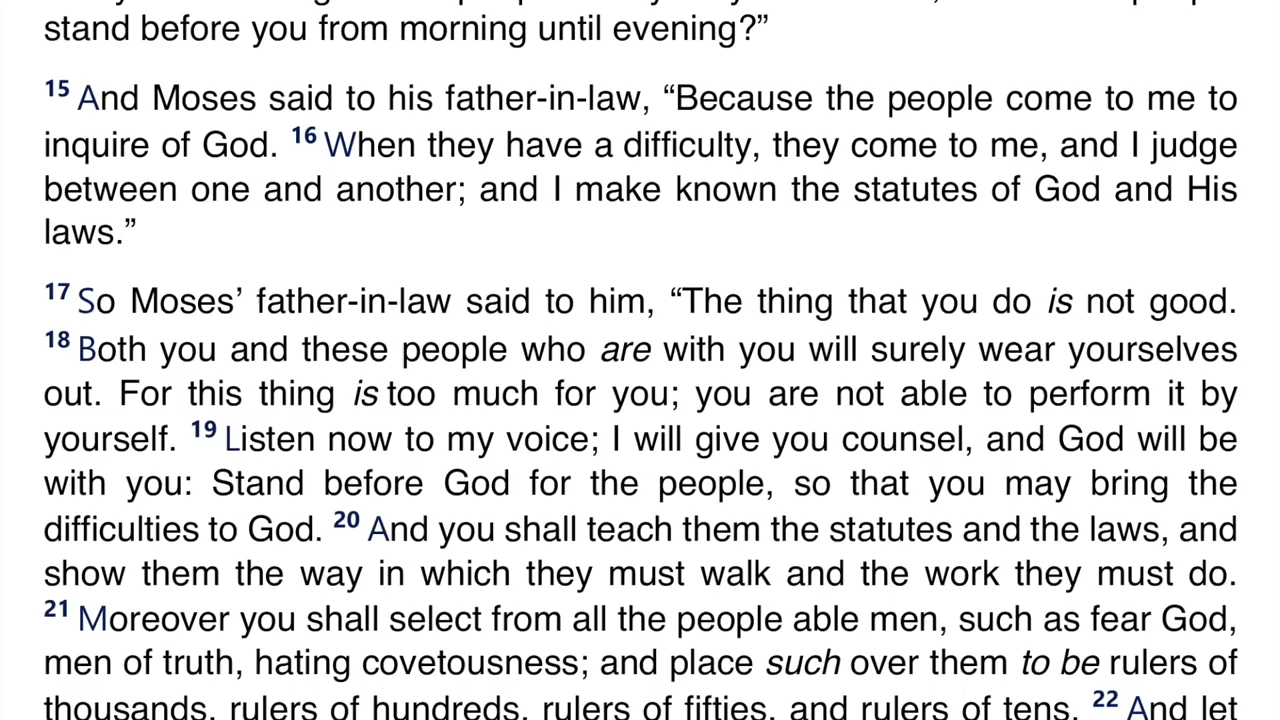 stand before you from morning until evening?”
15 And Moses said to his father-in-law, “Because the people come to me to
inquire of God. 16 When they have a difficulty, they come to me, and I judge
between one and another; and I make known the statutes of God and His
laws.”
17 So Moses’ father-in-law said to him, “The thing that you do is not good.
18 Both you and these people who are with you will surely wear yourselves
out. For this thing is too much for you; you are not able to perform it by
yourself. 19 Listen now to my voice; I will give you counsel, and God will be
with you: Stand before God for the people, so that you may bring the
difficulties to God. 20 And you shall teach them the statutes and the laws, and
show them the way in which they must walk and the work they must do.
21 Moreover you shall select from all the people able men, such as fear God,
men of truth, hating covetousness; and place such over them to be rulers of
thousands, rulers of hundreds, rulers of fifties, and rulers of tens. 22 And let